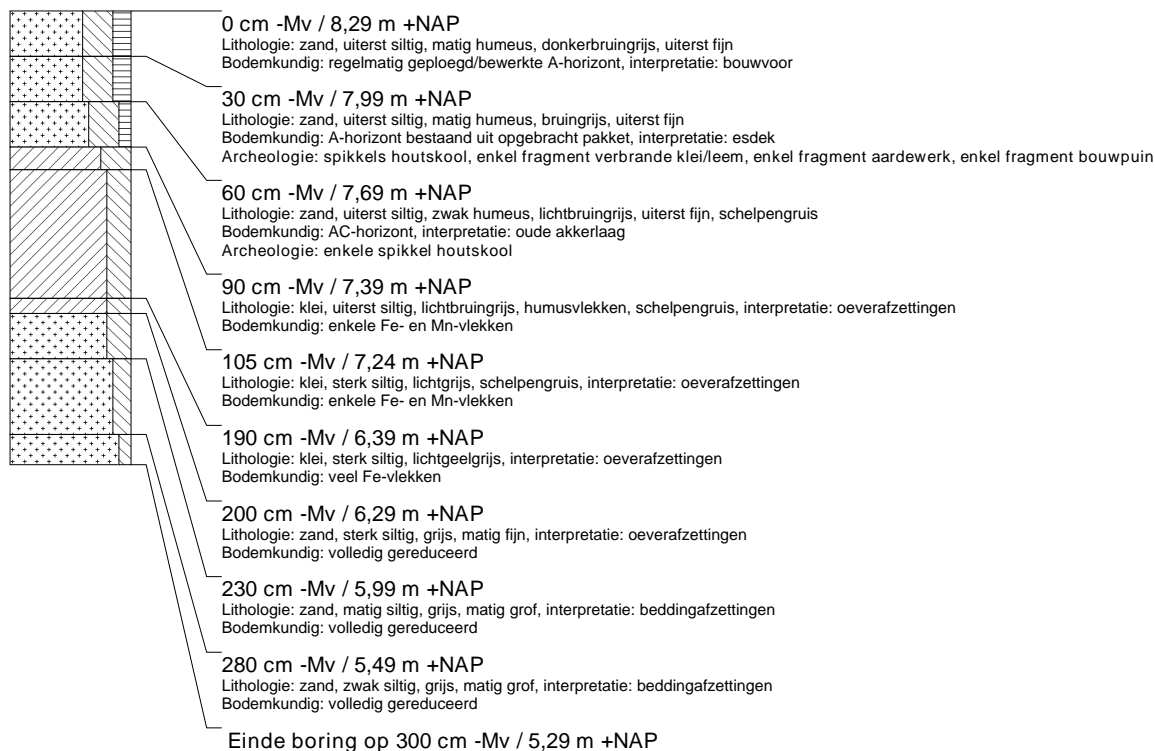 0 cm -Mv / 8,29 m +NAP
Lithologie: zand, uiterst siltig, matig humeus, donkerbruingrijs, uiterst fijn
Bodemkundig: regelmatig geploegd/bewerkte A-horizont, interpretatie: bouwvoor
30 cm -Mv / 7,99 m +NAP
Lithologie: zand, uiterst siltig, matig humeus, bruingrijs, uiterst fijn
Bodemkundig: A-horizont bestaand uit opgebracht pakket, interpretatie: esdek
Archeologie: spikkels houtskool, enkel fragment verbrande klei/leem, enkel fragment aardewerk, enkel fragment bouwpuin
60 cm -Mv / 7,69 m +NAP
Lithologie: zand, uiterst siltig, zwak humeus, lichtbruingrijs, uiterst fijn, schelpengruis
Bodemkundig: AC-horizont, interpretatie: oude akkerlaag
Archeologie: enkele spikkel houtskool
90 cm -Mv / 7,39 m +NAP
Lithologie: klei, uiterst siltig, lichtbruingrijs, humusvlekken, schelpengruis, interpretatie: oeverafzettingen
Bodemkundig: enkele Fe- en Mn-vlekken
105 cm -Mv / 7,24 m +NAP
Lithologie: klei, sterk siltig, lichtgrijs, schelpengruis, interpretatie: oeverafzettingen
Bodemkundig: enkele Fe- en Mn-vlekken
190 cm -Mv / 6,39 m +NAP
Lithologie: klei, sterk siltig, lichtgeelgrijs, interpretatie: oeverafzettingen
Bodemkundig: veel Fe-vlekken
200 cm -Mv / 6,29 m +NAP
Lithologie: zand, sterk siltig, grijs, matig fijn, interpretatie: oeverafzettingen
Bodemkundig: volledig gereduceerd
230 cm -Mv / 5,99 m +NAP
Lithologie: zand, matig siltig, grijs, matig grof, interpretatie: beddingafzettingen
Bodemkundig: volledig gereduceerd
280 cm -Mv / 5,49 m +NAP
Lithologie: zand, zwak siltig, grijs, matig grof, interpretatie: beddingafzettingen
Bodemkundig: volledig gereduceerd
Einde boring op 300 cm -Mv / 5,29 m +NAP